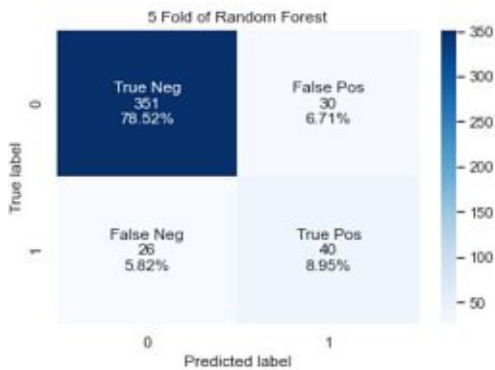 5 Fold of Random Forest
True Neg
351
78.52%
False Pos
30
6.71%
False Neg
26
5.82%
True Pos
40
8.95%
True label
0
1
0
1
Predicted label
350
300
250
200
150
100
50